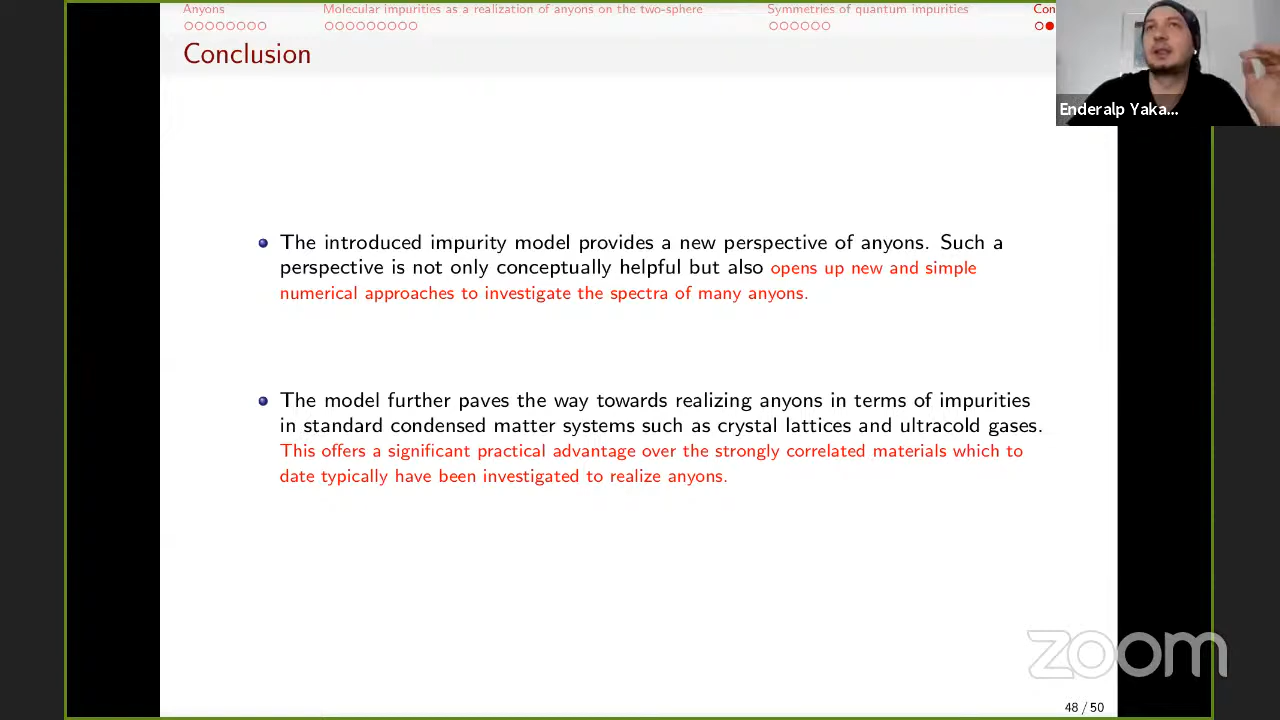 Anyons Molecular impurities as a realization of anyons on the two-sphere Symmetries of quantum impurities Con
Conclusion
Enderalp Yaka...
The introduced impurity model provides a new perspective of anyons. Such a
perspective is not only conceptually helpful but also opens up new and simple
numerical approaches to investigate the spectra of many anyons.
The model further paves the way towards realizing anyons in terms of impurities
in standard condensed matter systems such as crystal lattices and ultracold gases.
This offers a significant practical advantage over the strongly correlated materials which to
date typically have been investigated to realize anyons.
zoom
48 / 50